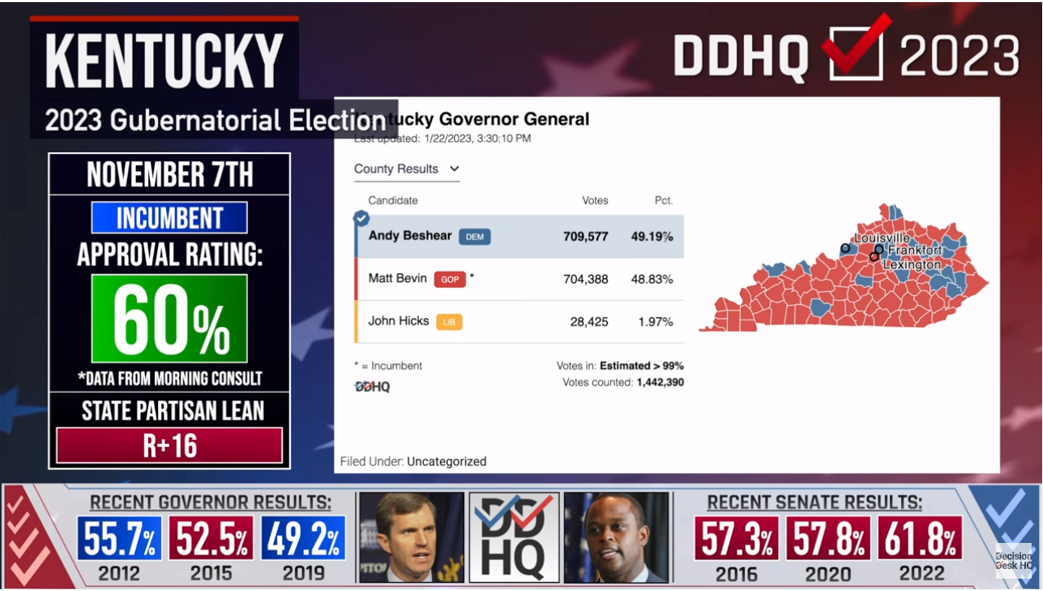 KENTUCKY
2023 Gubernatorial Election
DDHQ 2023
NOVEMBER 7TH
INCUMBENT
APPROVAL RATING:
60%
*DATA FROM MORNING CONSULT
STATE PARTISAN LEAN
R+16
tucky Governor General
Last updated: 1/22/2023, 3:30:10 PM
County Results
Candidate Votes Pct.
Andy Beshear DEM 709,577 49.19%
Matt Bevin GOP * 704,388 48.83%
John Hicks LIB 28,425 1.97%
* = Incumbent Votes in: Estimated > 99%
DDHQ Votes counted: 1,442,390
Filed Under: Uncategorized
Louisville
Frankfort
Lexington
RECENT GOVERNOR RESULTS:
55.7% 52.5% 49.2%
2012 2015 2019
DD
HQ
RECENT SENATE RESULTS:
57.3% 57.8% 61.8%
2016 2020 2022
Decision
Desk HQ